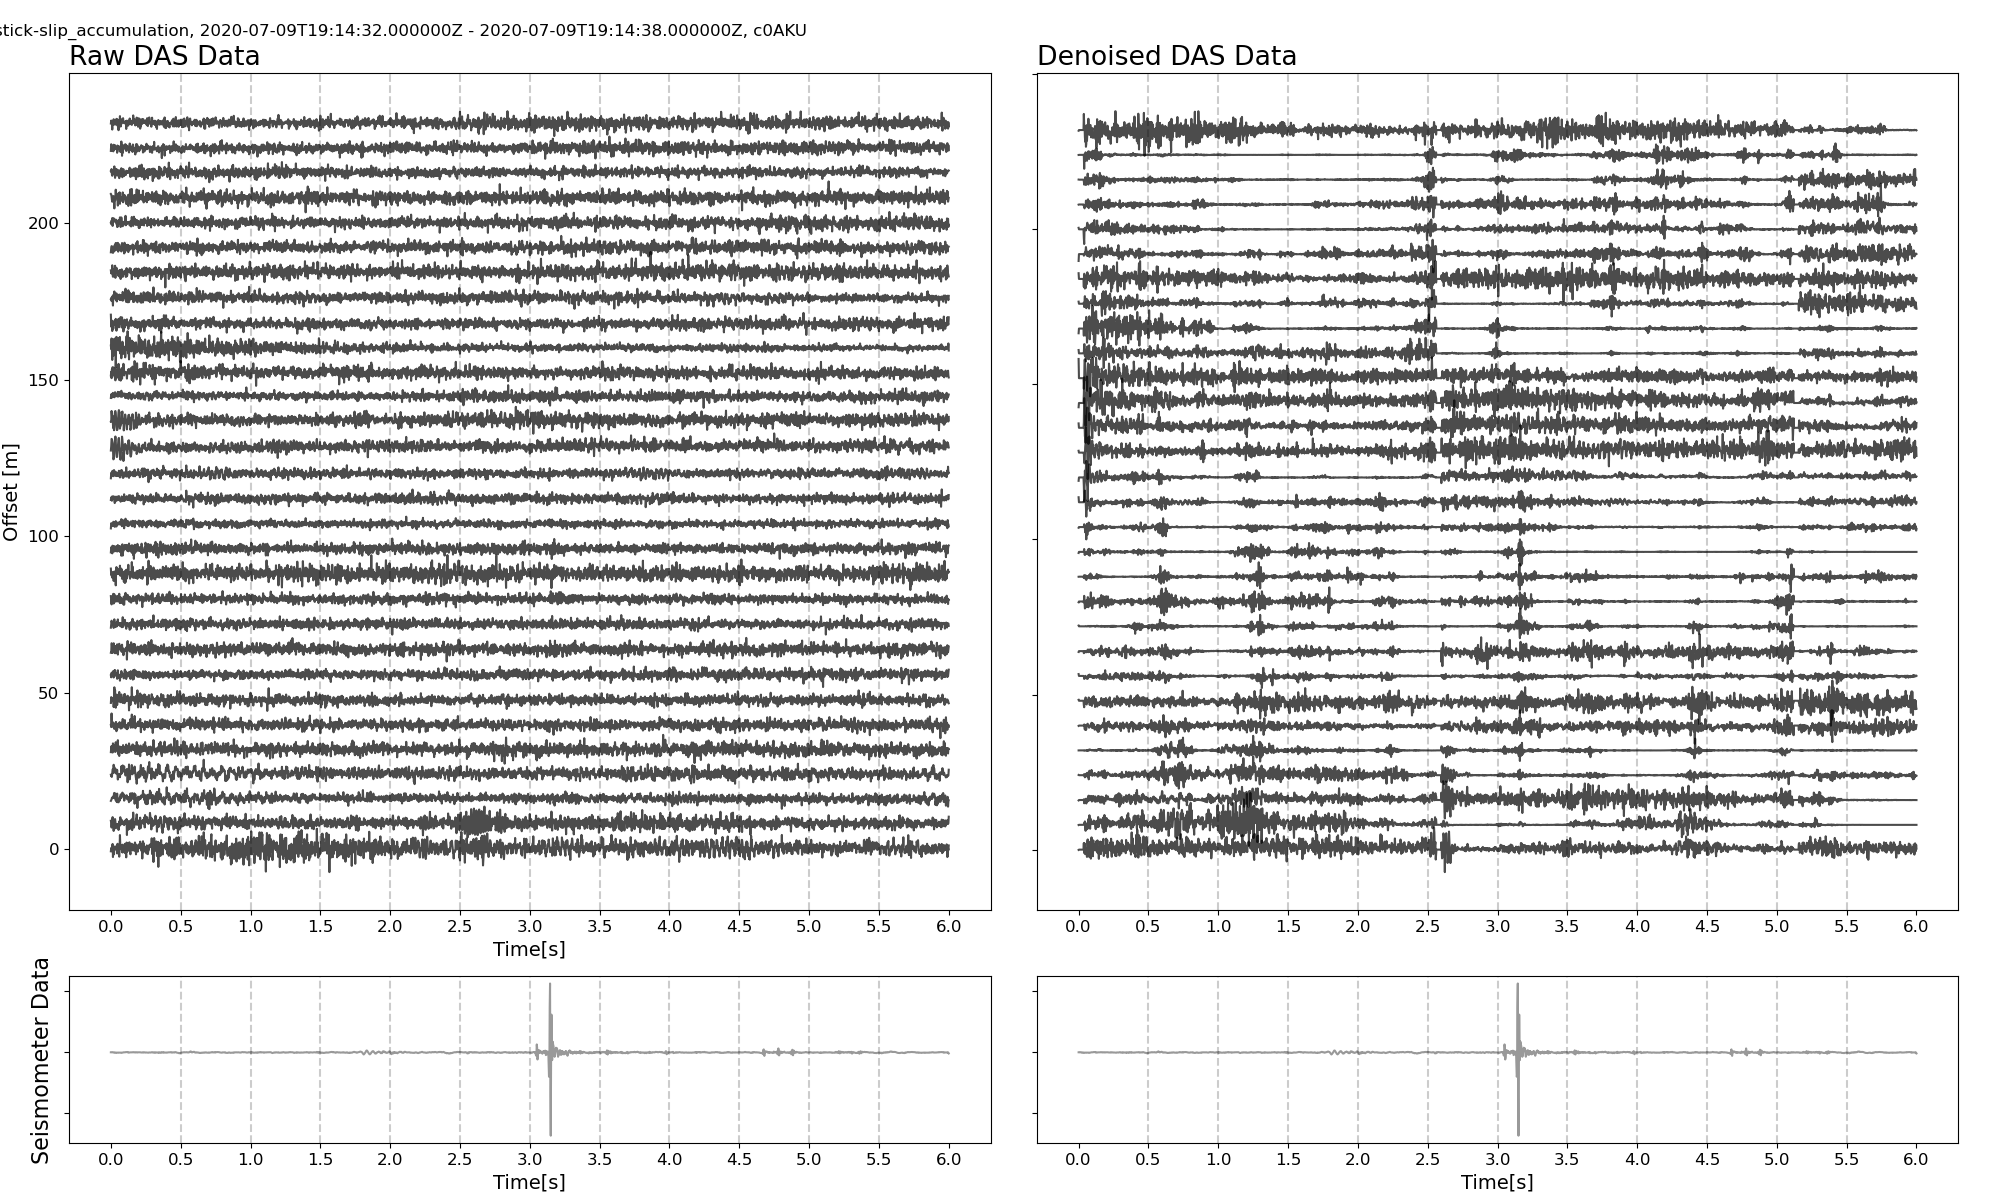 stick-slip_accumulation, 2020-07-09T19:14:32.000000Z - 2020-07-09T19:14:38.000000Z, c0AKU
Raw DAS Data
Denoised DAS Data
Offset [m]
200
150
100
50
0
0.0 0.5 1.0 1.5 2.0 2.5 3.0 3.5 4.0 4.5 5.0 5.5 6.0
Time[s]
0.0 0.5 1.0 1.5 2.0 2.5 3.0 3.5 4.0 4.5 5.0 5.5 6.0
Seismometer Data
0.0 0.5 1.0 1.5 2.0 2.5 3.0 3.5 4.0 4.5 5.0 5.5 6.0
Time[s]
0.0 0.5 1.0 1.5 2.0 2.5 3.0 3.5 4.0 4.5 5.0 5.5 6.0
Time[s]